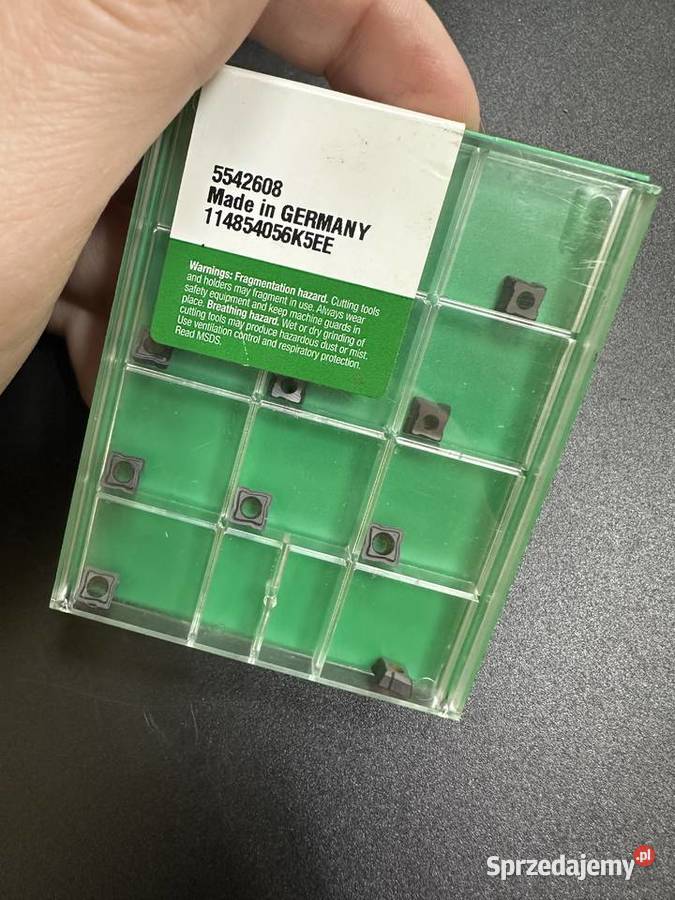 5542608
Made in GERMANY
114854056K5EE
Warnings: Fragmentation hazard. Cutting tools
and holders may fragment in use. Always wear
safety equipment and keep machine guards in
place. Breathing hazard. Wet or dry grinding of
cutting tools may produce hazardous dust or mist.
Use ventilation control and respiratory protection.
Read MSDS.
Sprzedajemy.pl